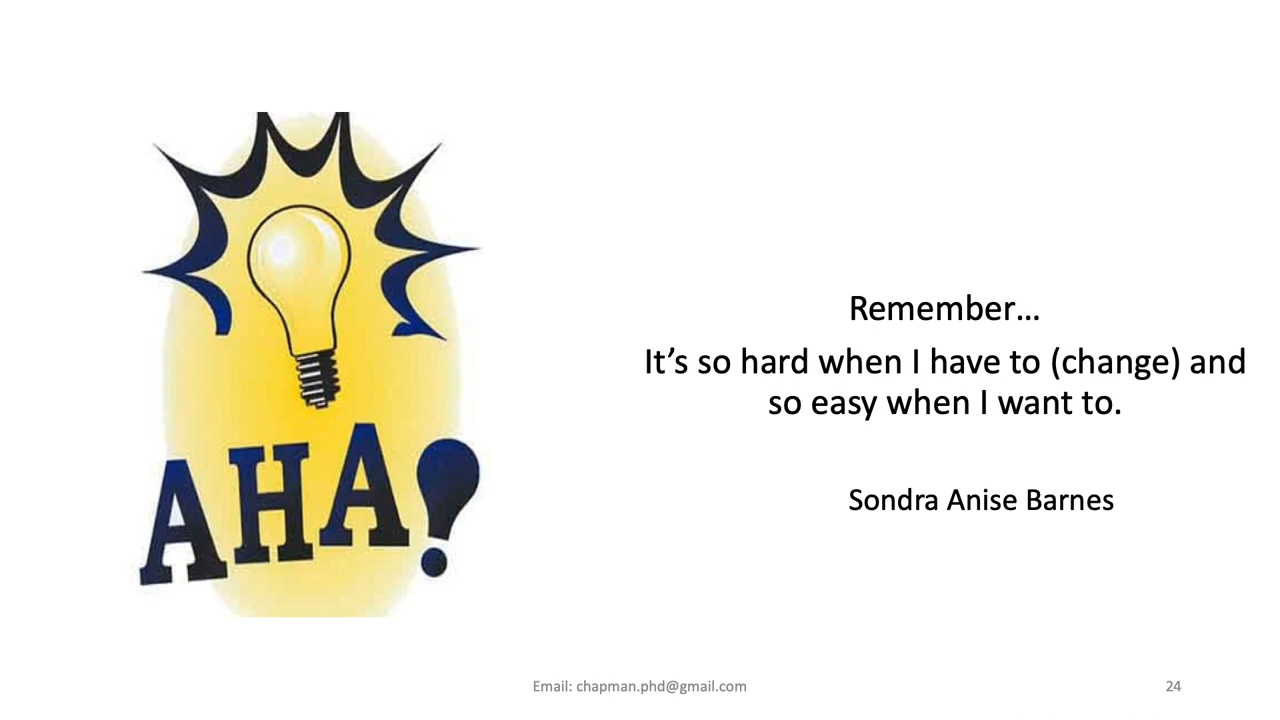 AHA!
Remember…
It’s so hard when I have to (change) and
so easy when I want to.
Sondra Anise Barnes
Email: chapman.phd@gmail.com
24